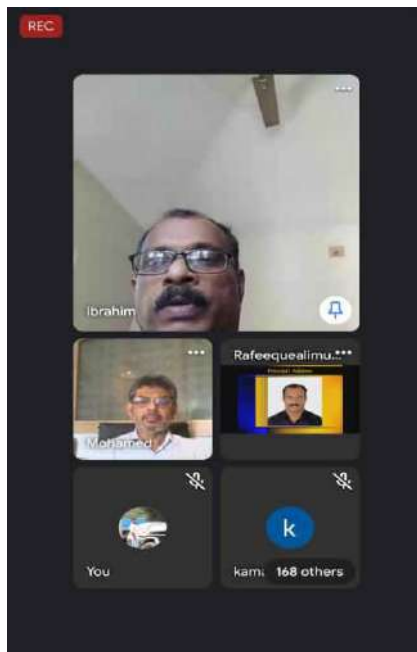 REC
Ibrahim
Rafeequealimu...
Mohamed
You
k
kam
168 others